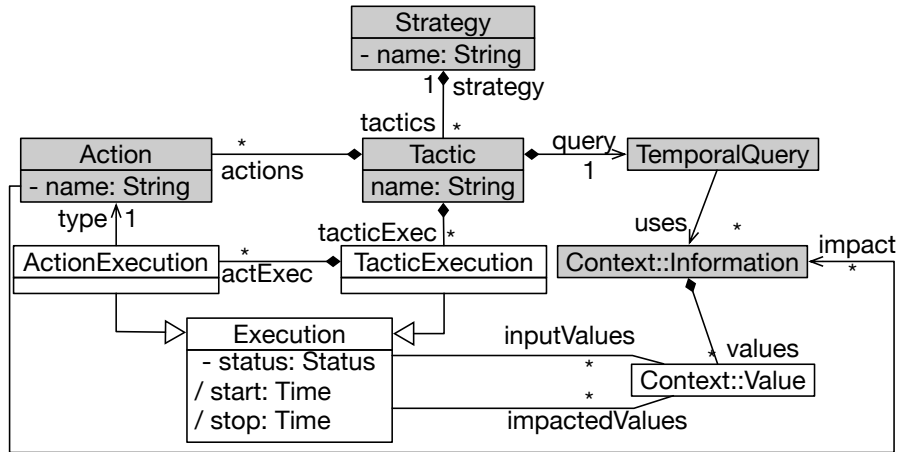 Strategy
- name: String
1
strategy
tactics
*
Action
- name: String
*
actions
Tactic
name: String
query
1
TemporalQuery
type
1
tacticExec
*
uses
*
impact
*
ActionExecution
*
actExec
TacticExecution
Context::Information
Execution
- status: Status
/ start: Time
/ stop: Time
inputValues
*
*
impactedValues
*
values
Context::Value